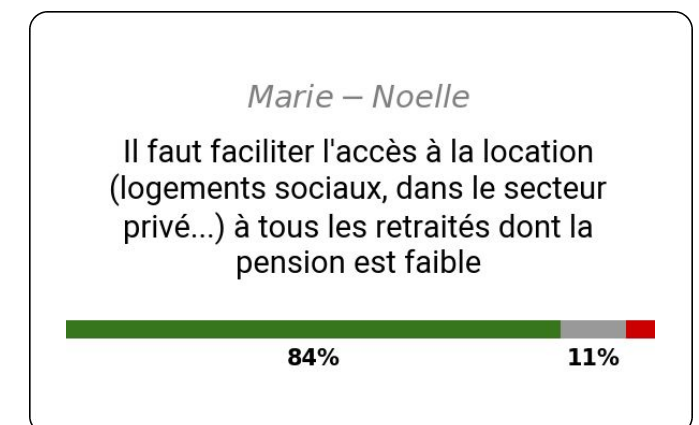 Marie – Noelle
Il faut faciliter l'accès à la location
(logements sociaux, dans le secteur
privé...) à tous les retraités dont la
pension est faible
84%
11%